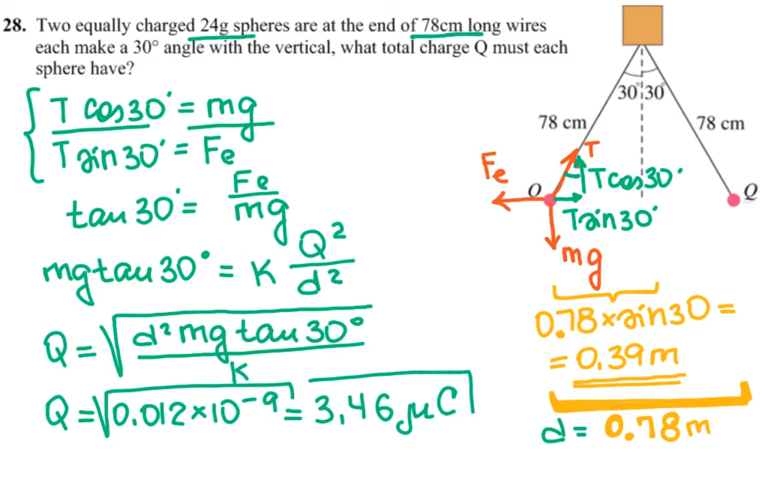 28. Two equally charged 24g spheres are at the end of 78cm long wires
each make a 30° angle with the vertical, what total charge Q must each
sphere have?
30° 30°
78 cm
78 cm
Q
Q
Fe
T
T cos 30°
T sin 30°
mg
{ T cos 30° = mg
T sin 30° = Fe
tan 30° = Fe / mg
mg tan 30° = K Q² / d²
Q = √(d² mg tan 30° / K)
Q = √(0.012 × 10⁻⁹) = 3,46 μC
0.78 × sin 30 =
= 0,39 m
d = 0.78 m